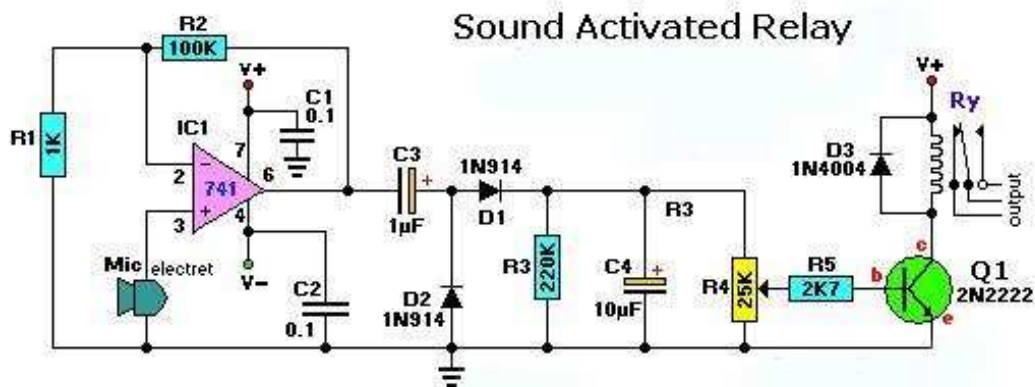 Sound Activated Relay
R2
100K
V+
C1
0.1
R1
1K
IC1
7
2
-
741
6
+
3
4
V-
Mic
electret
C2
0.1
C3
+
1µF
1N914
D1
D2
1N914
R3
220K
R3
C4
+
10µF
R4
25K
R5
2K7
V+
Ry
D3
1N4004
output
c
b
e
Q1
2N2222